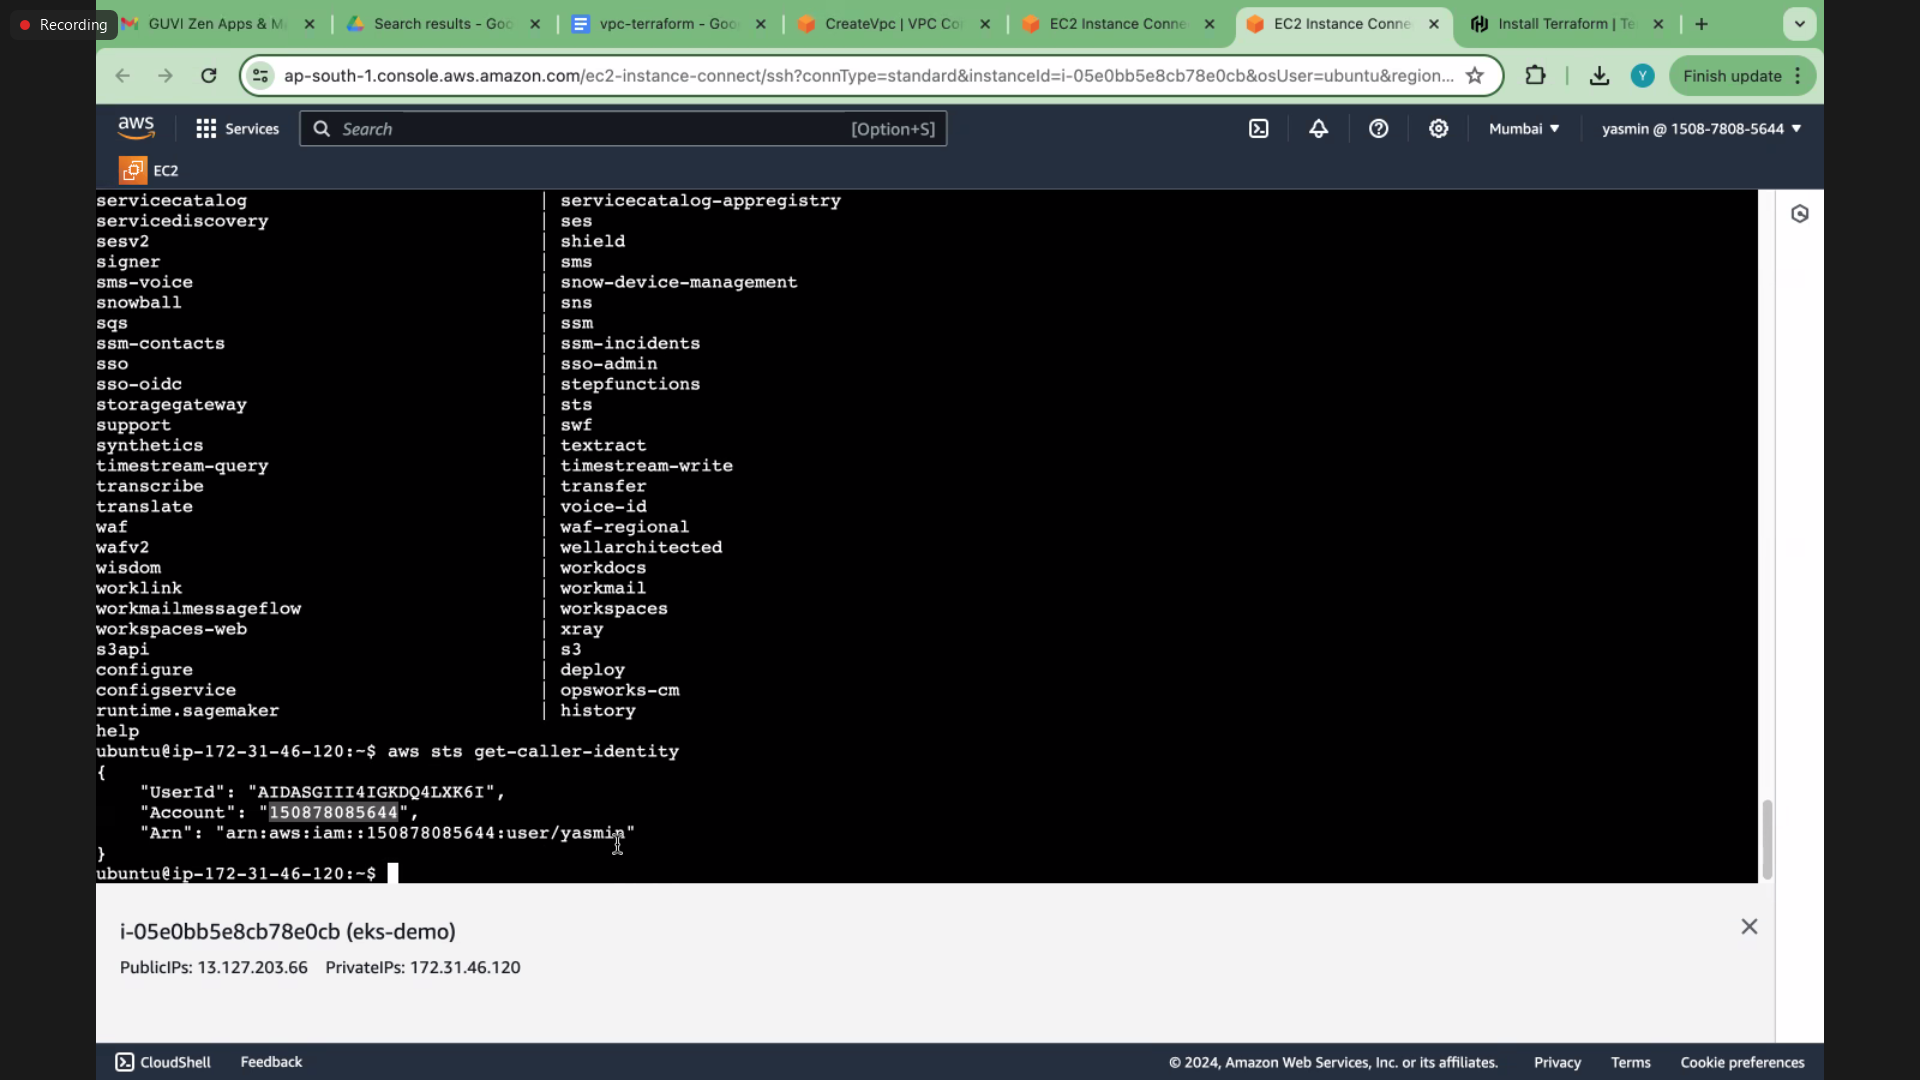 Recording
GUVI Zen Apps & M
Search results - Goo
vpc-terraform - Goo
CreateVpc | VPC Co
EC2 Instance Conne
EC2 Instance Conne
Install Terraform | Te
ap-south-1.console.aws.amazon.com/ec2-instance-connect/ssh?connType=standard&instanceId=i-05e0bb5e8cb78e0cb&osUser=ubuntu&region...
Y
Finish update
aws
Services
Search
[Option+S]
Mumbai
yasmin @ 1508-7808-5644
EC2
servicecatalog | servicecatalog-appregistry
servicediscovery | ses
sesv2 | shield
signer | sms
sms-voice | snow-device-management
snowball | sns
sqs | ssm
ssm-contacts | ssm-incidents
sso | sso-admin
sso-oidc | stepfunctions
storagegateway | sts
support | swf
synthetics | textract
timestream-query | timestream-write
transcribe | transfer
translate | voice-id
waf | waf-regional
wafv2 | wellarchitected
wisdom | workdocs
worklink | workmail
workmailmessageflow | workspaces
workspaces-web | xray
s3api | s3
configure | deploy
configservice | opsworks-cm
runtime.sagemaker | history
help
ubuntu@ip-172-31-46-120:~$ aws sts get-caller-identity
{
"UserId": "AIDASGIII4IGKDQ4LXK6I",
"Account": "150878085644",
"Arn": "arn:aws:iam::150878085644:user/yasmin"
}
ubuntu@ip-172-31-46-120:~$
i-05e0bb5e8cb78e0cb (eks-demo)
PublicIPs: 13.127.203.66 PrivateIPs: 172.31.46.120
CloudShell
Feedback
© 2024, Amazon Web Services, Inc. or its affiliates.
Privacy
Terms
Cookie preferences